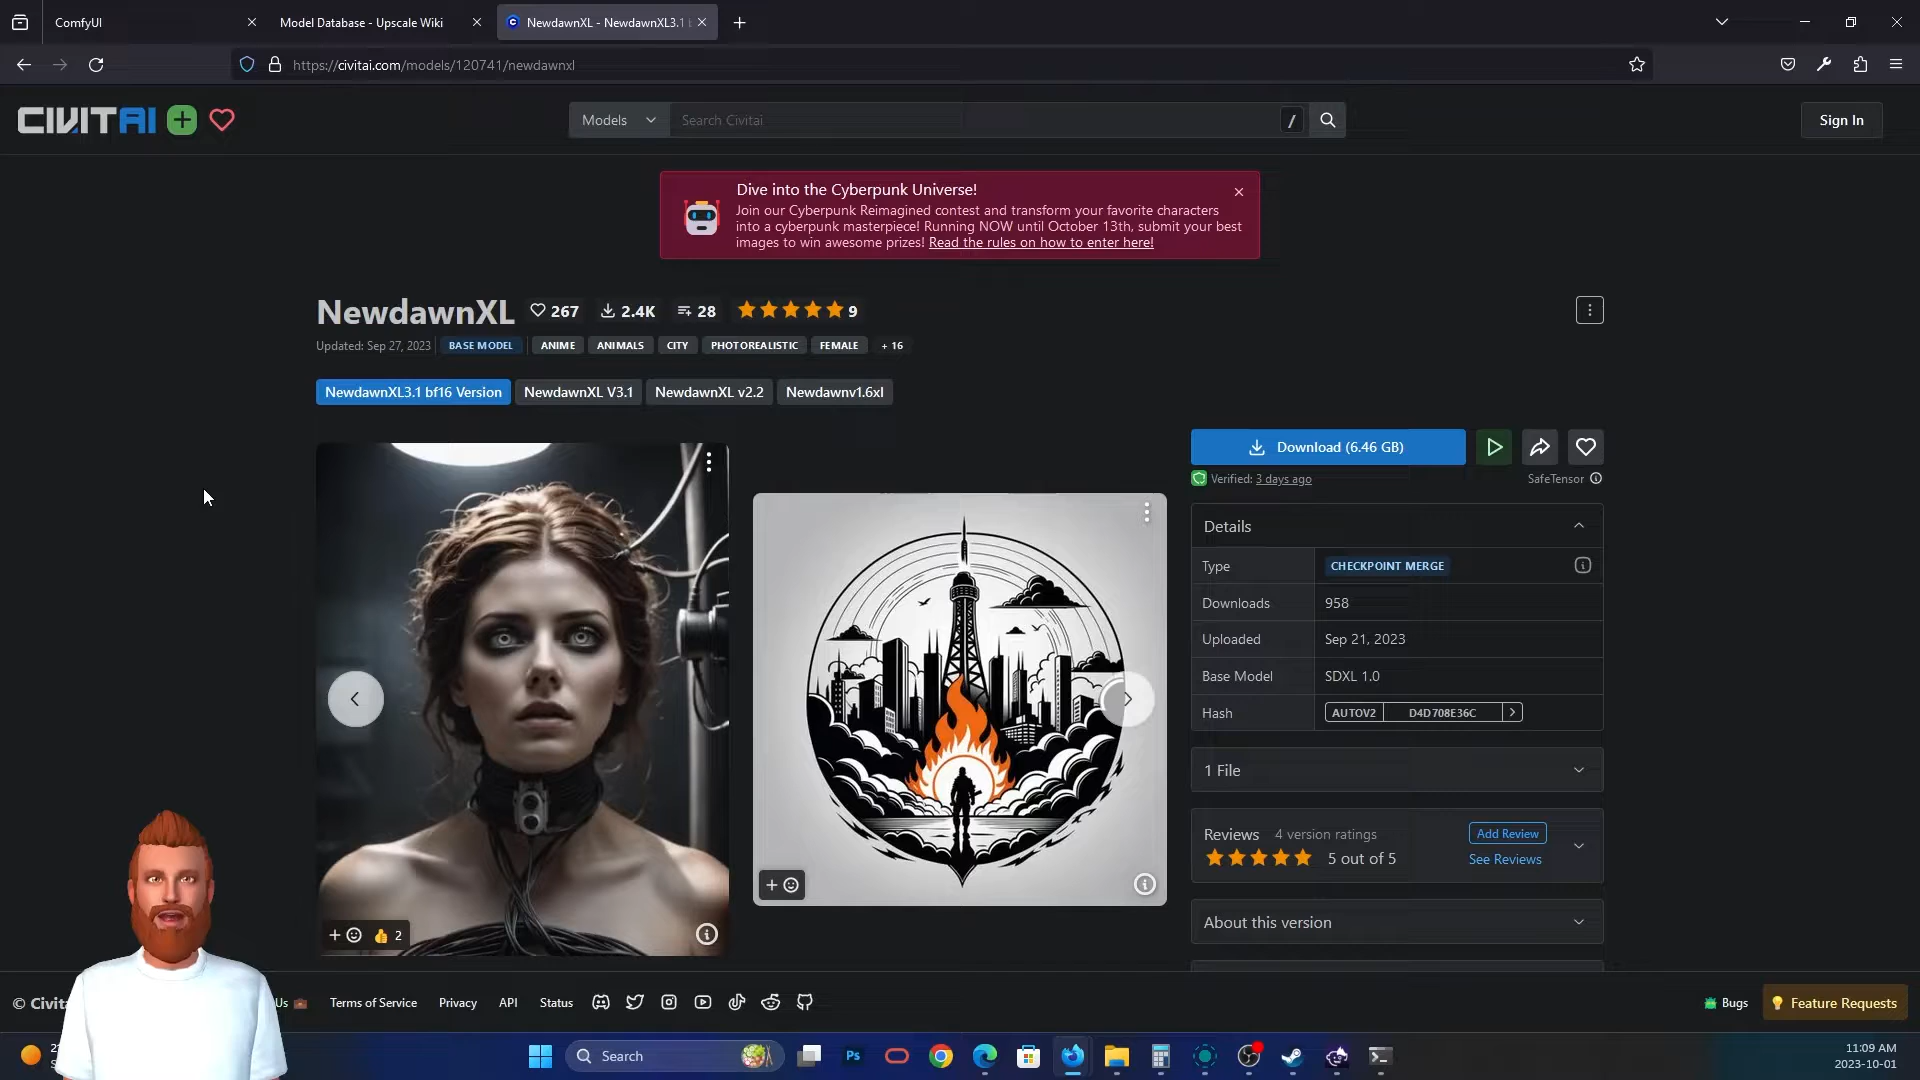 ComfyUI
Model Database - Upscale Wiki
NewdawnXL - NewdawnXL3.1
https://civitai.com/models/120741/newdawnxl
CIVITAI
Models
Search Civitai
/
Sign In
Dive into the Cyberpunk Universe!
Join our Cyberpunk Reimagined contest and transform your favorite characters
into a cyberpunk masterpiece! Running NOW until October 13th, submit your best
images to win awesome prizes! Read the rules on how to enter here!
NewdawnXL 267 2.4K 28 9
Updated: Sep 27, 2023 BASE MODEL ANIME ANIMALS CITY PHOTOREALISTIC FEMALE + 16
NewdawnXL3.1 bf16 Version NewdawnXL V3.1 NewdawnXL v2.2 Newdawnv1.6xl
Download (6.46 GB)
Verified: 3 days ago
SafeTensor
Details
Type CHECKPOINT MERGE
Downloads 958
Uploaded Sep 21, 2023
Base Model SDXL 1.0
Hash AUTOV2 D4D708E36C
1 File
Reviews 4 version ratings
5 out of 5
Add Review
See Reviews
About this version
+
+ 👍 2
© Civita
Us Terms of Service Privacy API Status
Bugs
Feature Requests
Search
Ps
11:09 AM
2023-10-01